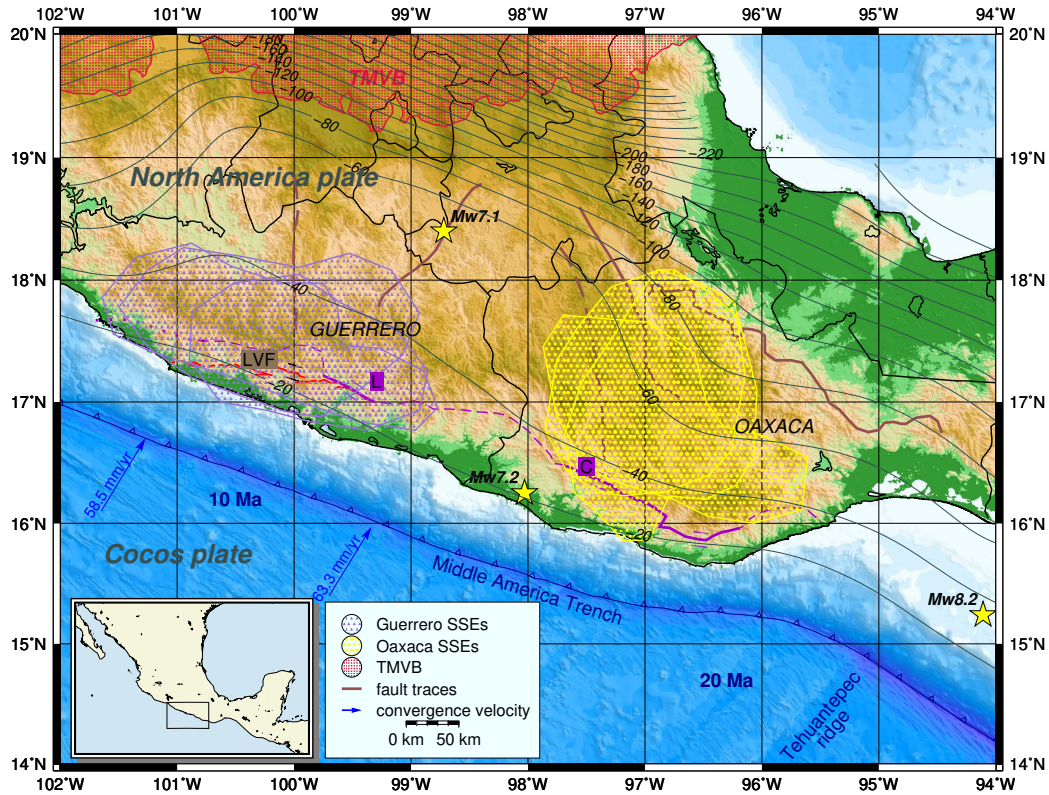 102°W 101°W 100°W 99°W 98°W 97°W 96°W 95°W 94°W
20°N 20°N
−180
−160
−140
−120
−100
−80
−60
TMVB
−20
−200
−180
−160
−140
−120
−100
−220
19°N 19°N
North America plate
Mw7.1
18°N 18°N
−40
−80
GUERRERO
LVF
L
−20
−60
17°N 17°N
OAXACA
C
−40
Mw7.2
58.5 mm/yr
10 Ma
16°N 16°N
−20
Cocos plate
63.3 mm/yr
Middle America Trench
Mw8.2
15°N 15°N
Guerrero SSEs
Oaxaca SSEs
TMVB
fault traces
convergence velocity
0 km 50 km
20 Ma
Tehuantepec
ridge
14°N 14°N
102°W 101°W 100°W 99°W 98°W 97°W 96°W 95°W 94°W